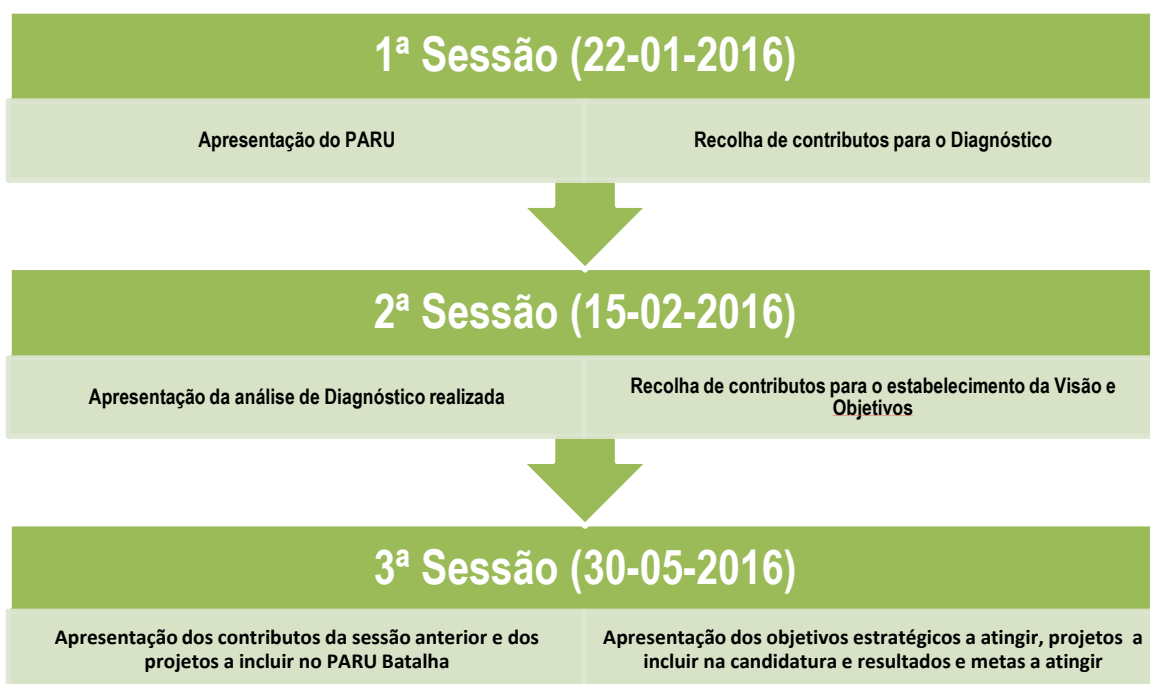 1ª Sessão (22-01-2016)
Apresentação do PARU
Recolha de contributos para o Diagnóstico
2ª Sessão (15-02-2016)
Apresentação da análise de Diagnóstico realizada
Recolha de contributos para o estabelecimento da Visão e
Objetivos
3ª Sessão (30-05-2016)
Apresentação dos contributos da sessão anterior e dos
projetos a incluir no PARU Batalha
Apresentação dos objetivos estratégicos a atingir, projetos a
incluir na candidatura e resultados e metas a atingir